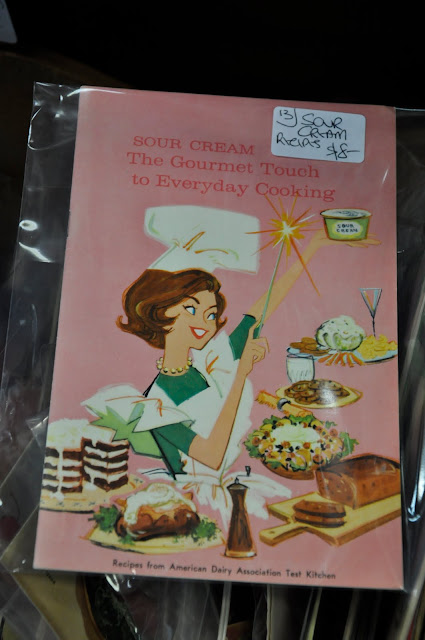 13) SOUR
CREAM
RECIPES $8-
SOUR CREAM
The Gourmet Touch
to Everyday Cooking
SOUR
CREAM
Recipes from American Dairy Association Test Kitchen